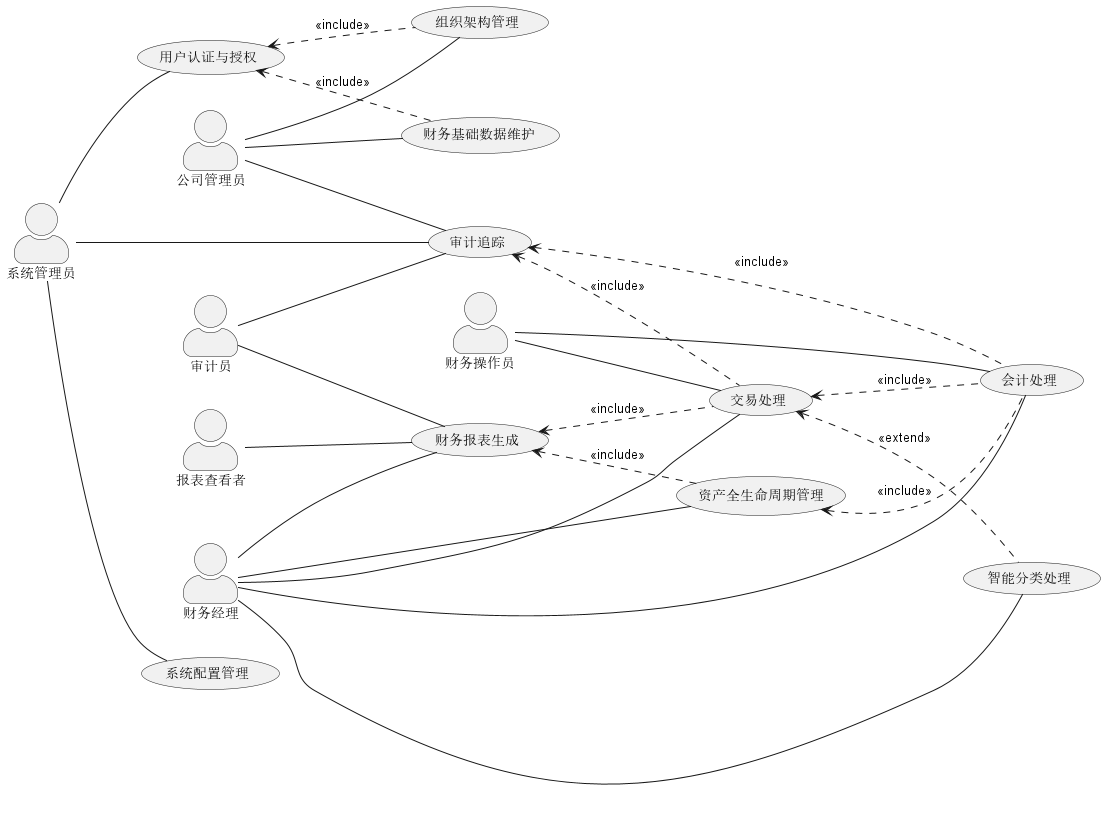 组织架构管理
«include»
用户认证与授权
«include»
财务基础数据维护
公司管理员
审计追踪
系统管理员
«include»
«include»
审计员
财务操作员
会计处理
«include»
交易处理
«include»
财务报表生成
«extend»
«include»
报表查看者
«include»
资产全生命周期管理
智能分类处理
财务经理
系统配置管理